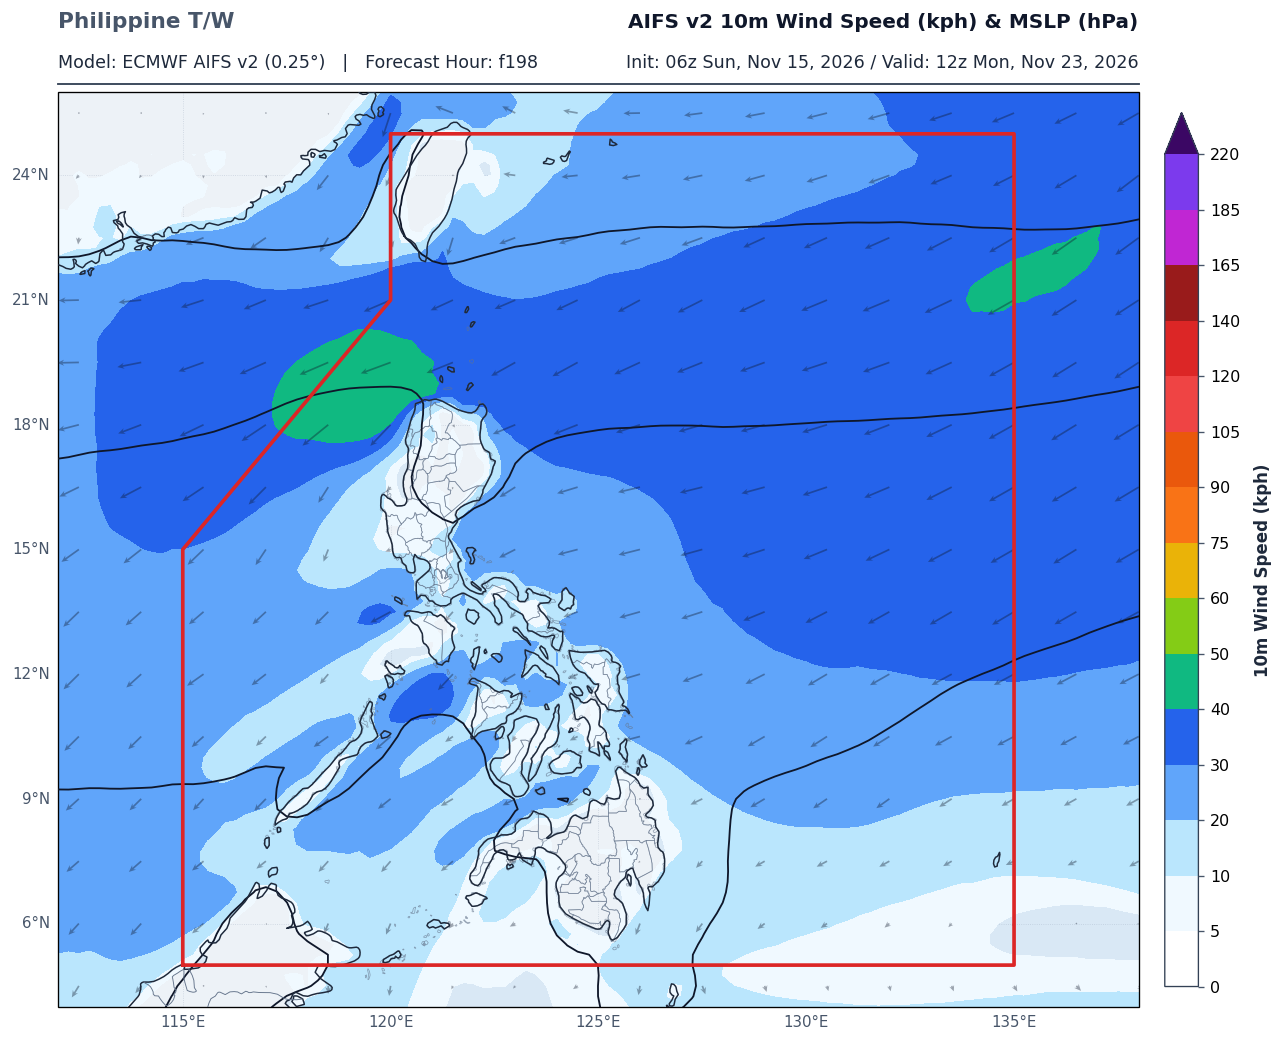 Philippine T/W
AIFS v2 10m Wind Speed (kph) & MSLP (hPa)
Model: ECMWF AIFS v2 (0.25°) | Forecast Hour: f198
Init: 06z Sun, Nov 15, 2026 / Valid: 12z Mon, Nov 23, 2026
24°N
21°N
18°N
15°N
12°N
9°N
6°N
115°E
120°E
125°E
130°E
135°E
220
185
165
140
120
105
90
75
60
50
40
30
20
10
5
0
10m Wind Speed (kph)